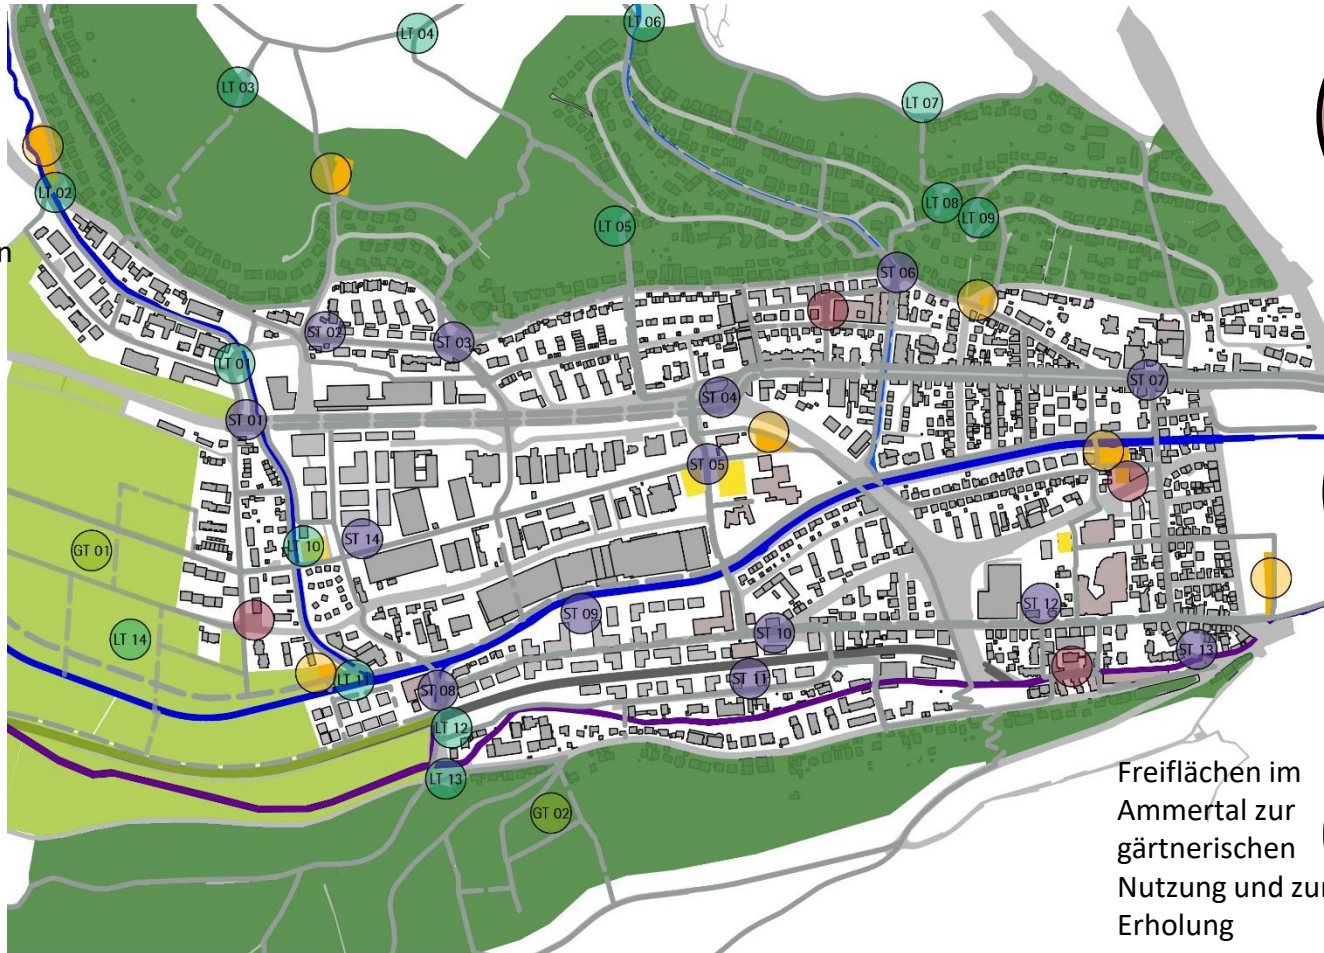 LT 06
LT 04
LT 03
LT 07
LT 02
LT 08
LT 09
LT 05
n
ST 06
ST 02
ST 03
LT 01
ST 07
ST 04
ST 01
ST 05
GT 01
LT 10
ST 14
ST 12
ST 09
LT 14
ST 10
ST 13
LT 11
ST 11
ST 08
LT 12
LT 13
GT 02
Freiflächen im
Ammertal zur
gärtnerischen
Nutzung und zur
Erholung